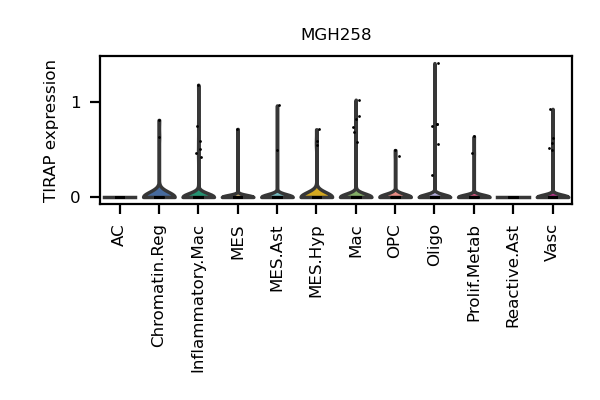 MGH258
TIRAP expression
1
0
AC
Chromatin.Reg
Inflammatory.Mac
MES
MES.Ast
MES.Hyp
Mac
OPC
Oligo
Prolif.Metab
Reactive.Ast
Vasc